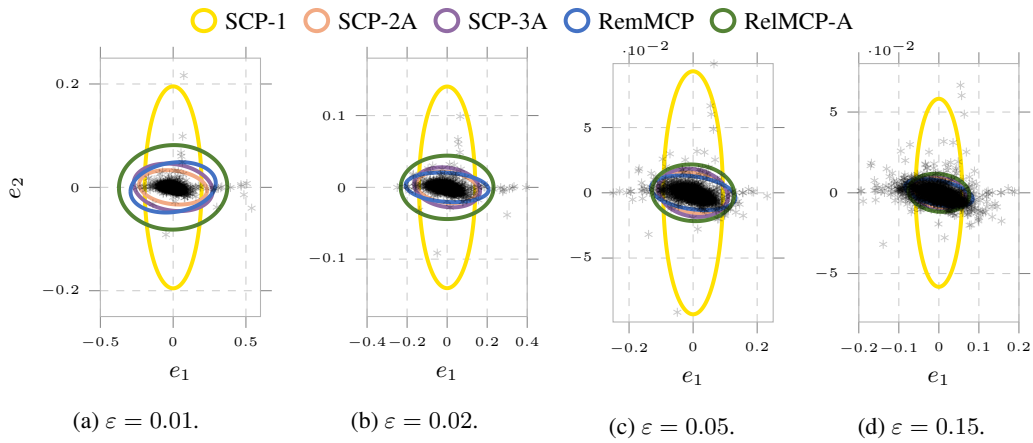 SCP-1 SCP-2A SCP-3A RemMCP RelMCP-A
·10⁻² ·10⁻²
0.2 0.1 5 5
e₂ 0 0 0 0
−0.2 −0.1 −5 −5
−0.5 0 0.5 −0.4 −0.2 0 0.2 0.4 −0.2 0 0.2 −0.2 −0.1 0 0.1 0.2
e₁ e₁ e₁ e₁
(a) ε = 0.01. (b) ε = 0.02. (c) ε = 0.05. (d) ε = 0.15.